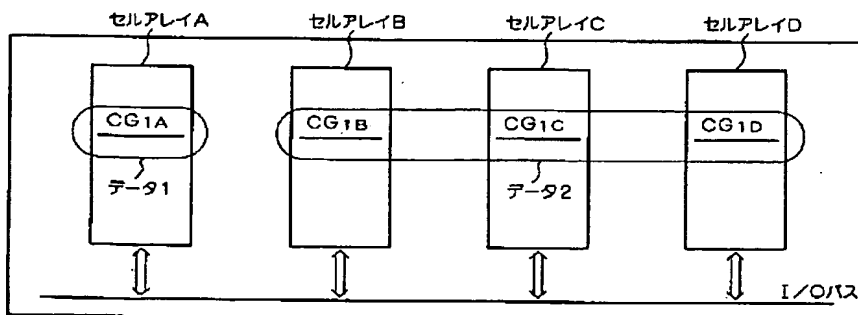 セルアレイA セルアレイB セルアレイC セルアレイD
CG1A CG1B CG1C CG1D
データ1 データ2
I/Oバス